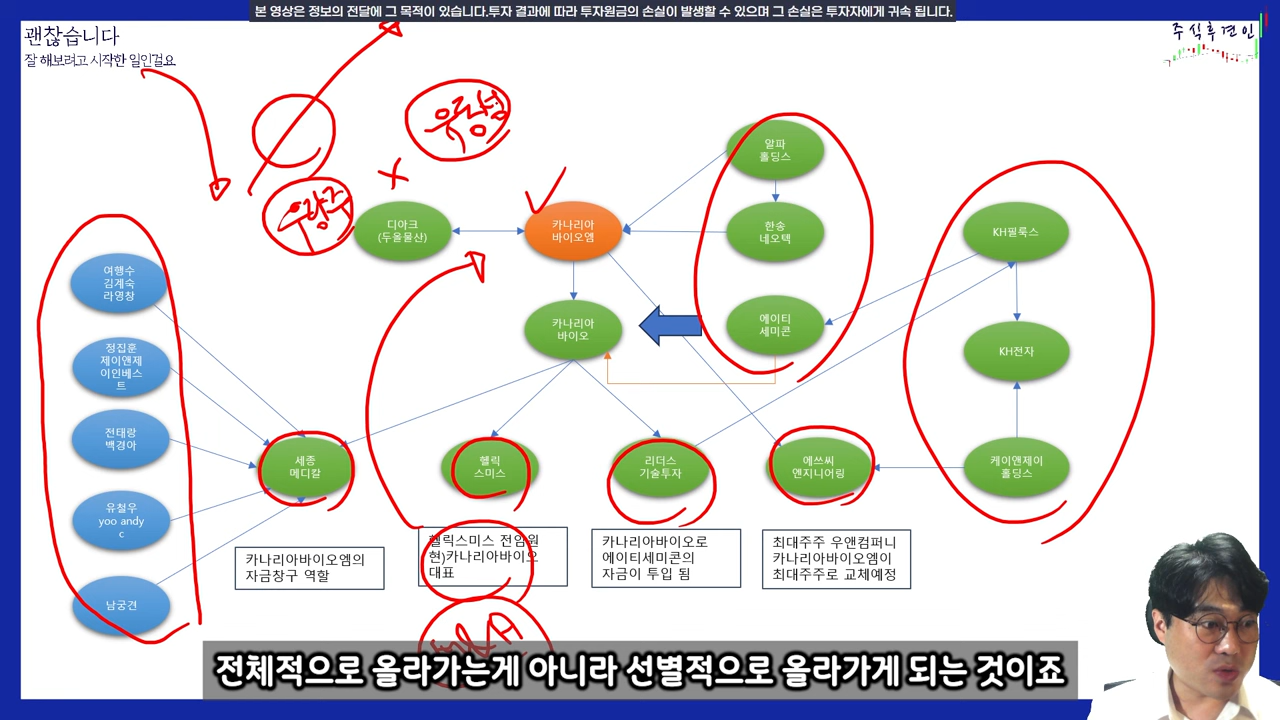 본 영상은 정보의 전달에 그 목적이 있습니다.투자 결과에 따라 투자원금의 손실이 발생할 수 있으며 그 손실은 투자자에게 귀속 됩니다.
괜찮습니다
잘 해보려고 시작한 일인걸요
주식후견인
알파
홀딩스
우량주
디아크
(두올물산)
카나리아
바이오엠
한송
네오텍
KH필룩스
여행수
김계숙
라영창
카나리아
바이오
에이티
세미콘
KH전자
정집훈
제이앤제
이인베스
트
전태랑
백경아
세종
메디칼
헬릭
스미스
리더스
기술투자
에쓰씨
엔지니어링
케이앤제이
홀딩스
유철우
yoo andy
c
카나리아바이오엠의
자금창구 역할
헬릭스미스 전임원
현)카나리아바이오
대표
카나리아바이오로
에이티세미콘의
자금이 투입 됨
최대주주 우앤컴퍼니
카나리아바이오엠이
최대주주로 교체예정
남궁견
전체적으로 올라가는게 아니라 선별적으로 올라가게 되는 것이죠